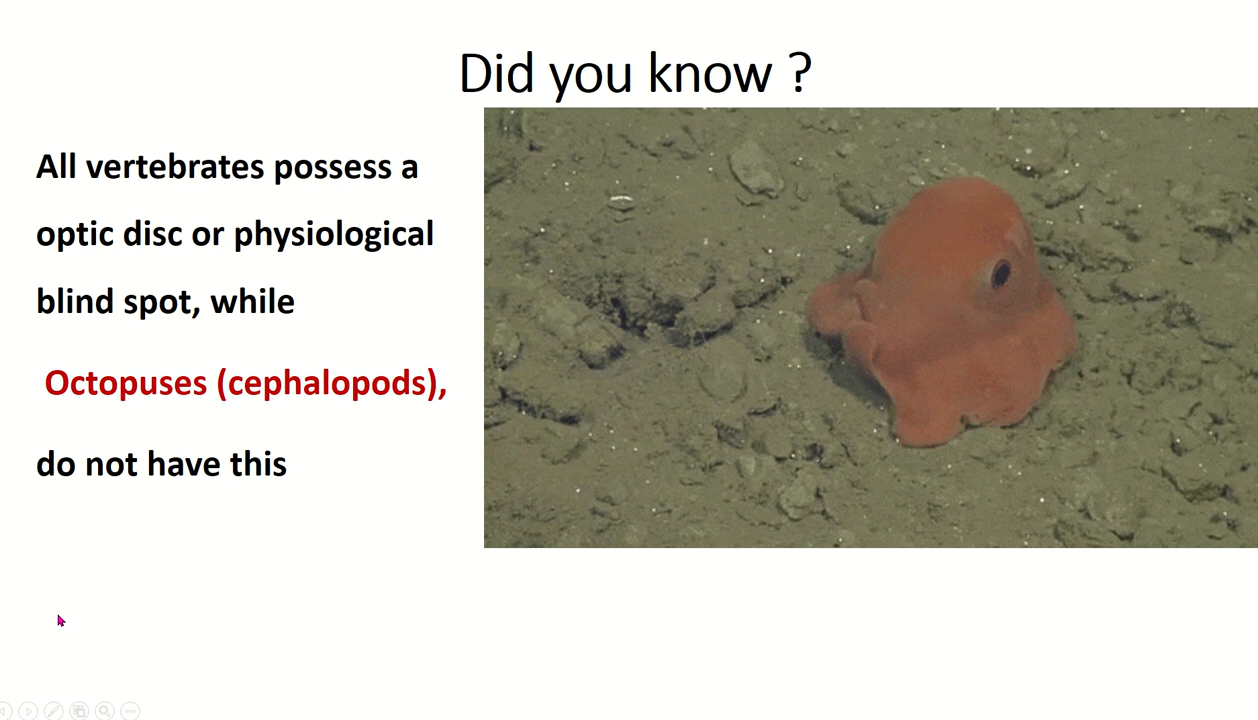 Did you know ?
All vertebrates possess a
optic disc or physiological
blind spot, while
Octopuses (cephalopods),
do not have this